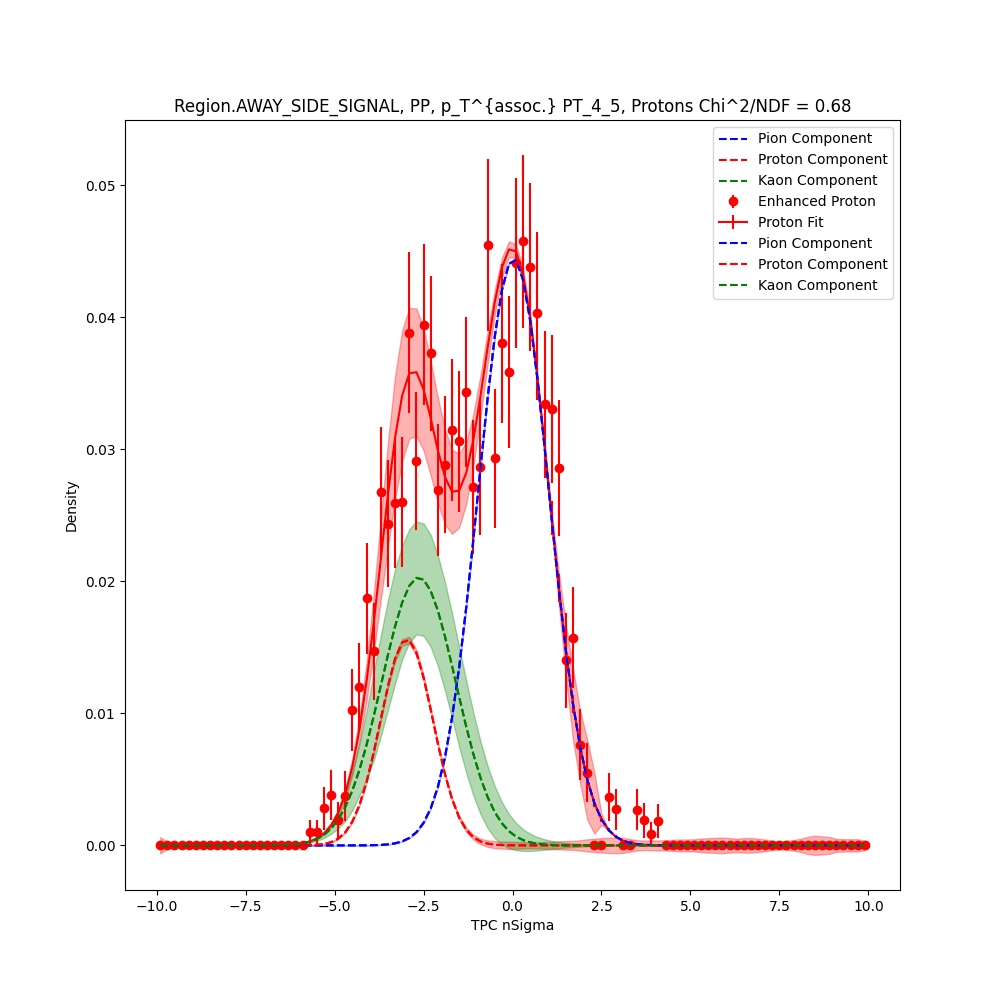 Region.AWAY_SIDE_SIGNAL, PP, p_T^{assoc.} PT_4_5, Protons Chi^2/NDF = 0.68
Pion Component
Proton Component
Kaon Component
Enhanced Proton
Proton Fit
Pion Component
Proton Component
Kaon Component
0.05
0.04
0.03
0.02
0.01
0.00
Density
−10.0 −7.5 −5.0 −2.5 0.0 2.5 5.0 7.5 10.0
TPC nSigma